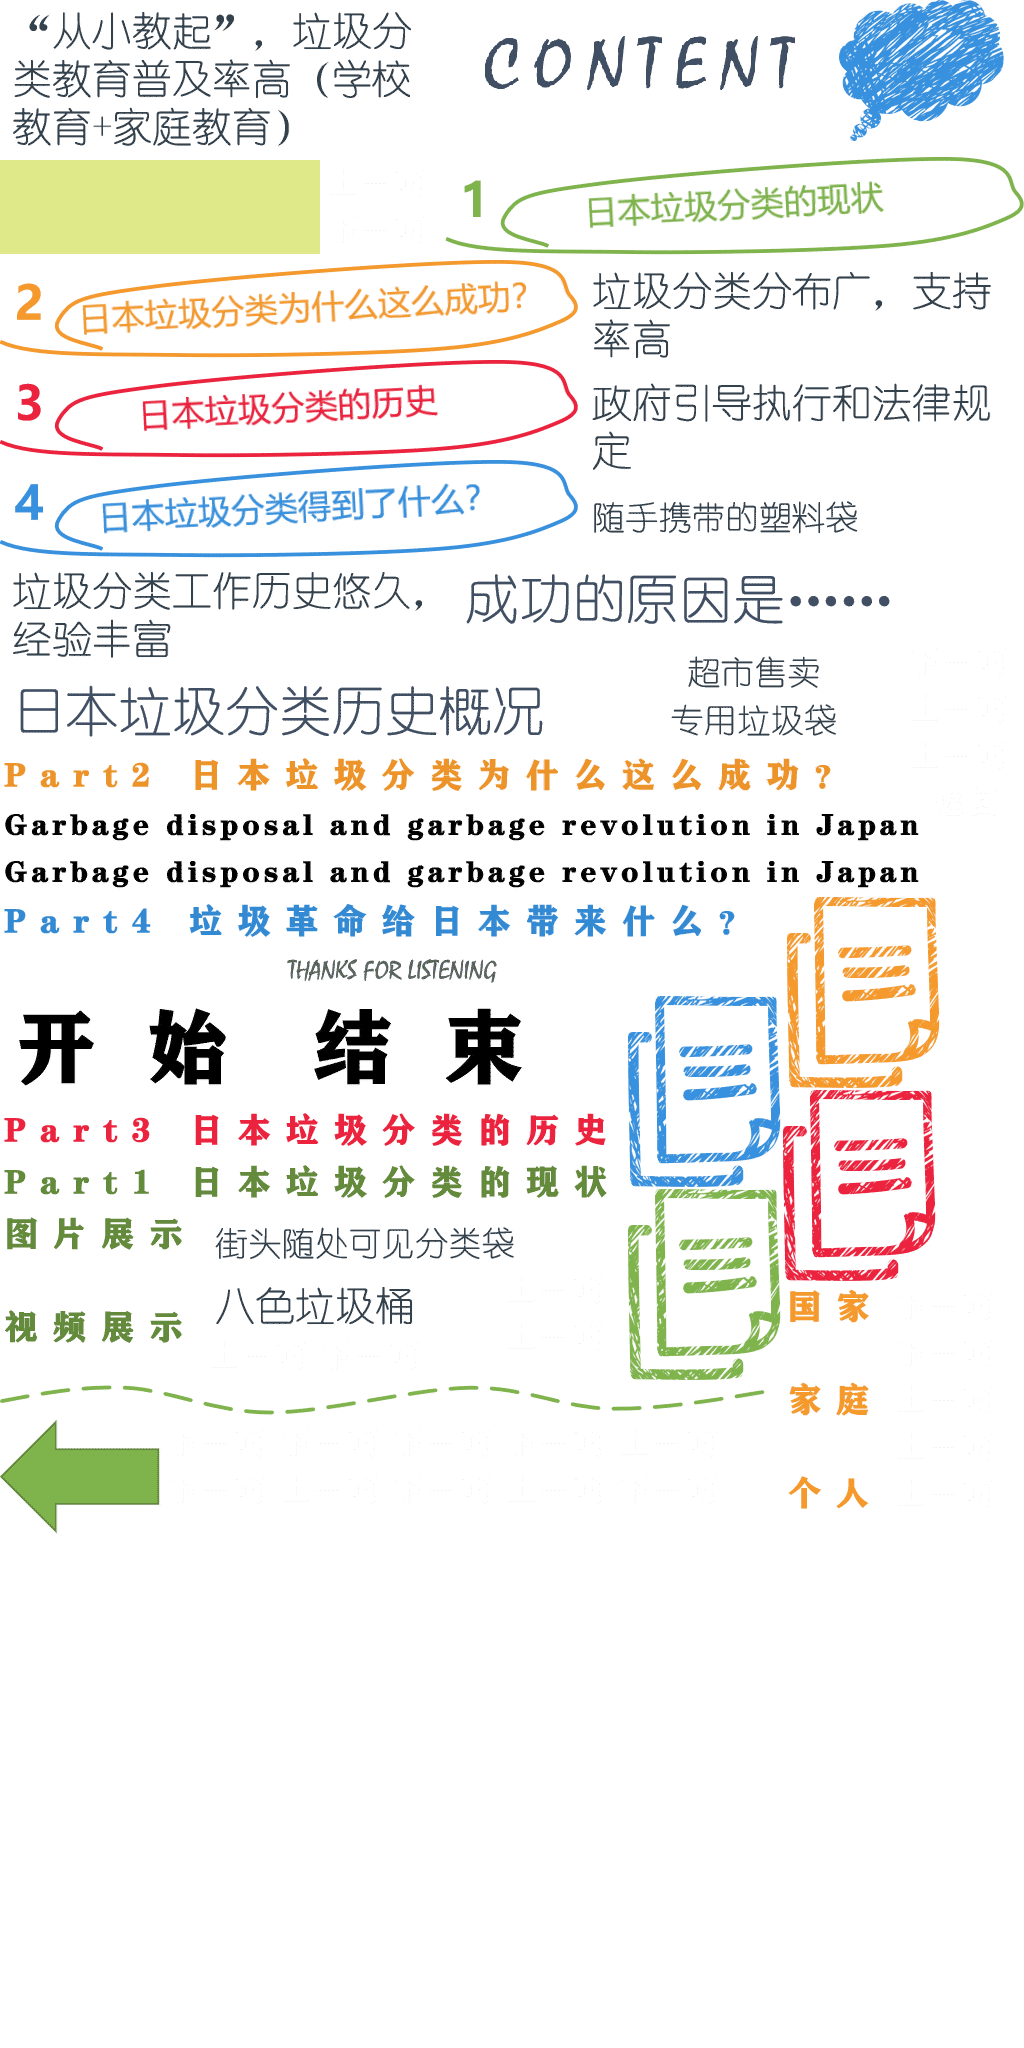 “从小教起”，垃圾分
类教育普及率高（学校
教育+家庭教育）
CONTENT
1 日本垃圾分类的现状
2 日本垃圾分类为什么这么成功?
垃圾分类分布广，支持
率高
3 日本垃圾分类的历史
政府引导执行和法律规
定
4 日本垃圾分类得到了什么?
随手携带的塑料袋
垃圾分类工作历史悠久，
经验丰富
成功的原因是······
超市售卖
专用垃圾袋
日本垃圾分类历史概况
Part2 日本垃圾分类为什么这么成功?
Garbage disposal and garbage revolution in Japan
Garbage disposal and garbage revolution in Japan
Part4 垃圾革命给日本带来什么?
THANKS FOR LISTENING
开始 结束
Part3 日本垃圾分类的历史
Part1 日本垃圾分类的现状
图片展示
街头随处可见分类袋
八色垃圾桶
视频展示
国家
家庭
个人